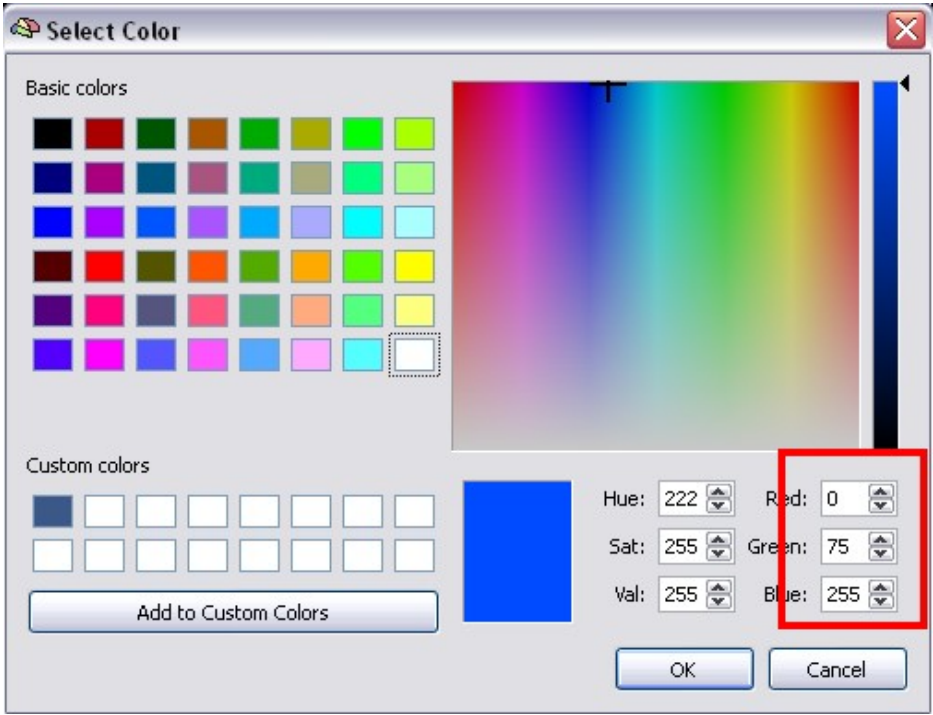 Select Color
Basic colors
Custom colors
Hue: 222 Red: 0
Sat: 255 Green: 75
Val: 255 Blue: 255
Add to Custom Colors
OK Cancel